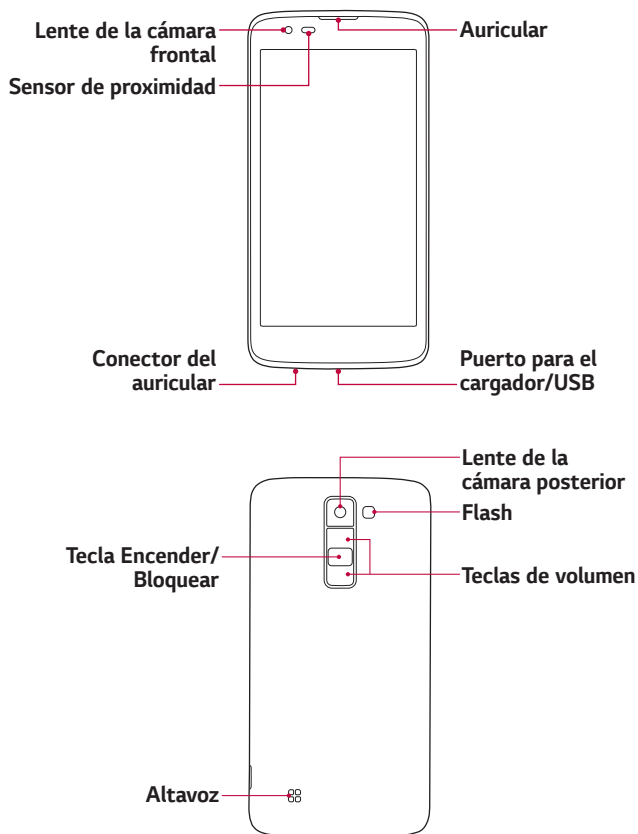 Lente de la cámara
frontal
Auricular
Sensor de proximidad
Conector del
auricular
Puerto para el
cargador/USB
Lente de la
cámara posterior
Flash
Tecla Encender/
Bloquear
Teclas de volumen
Altavoz